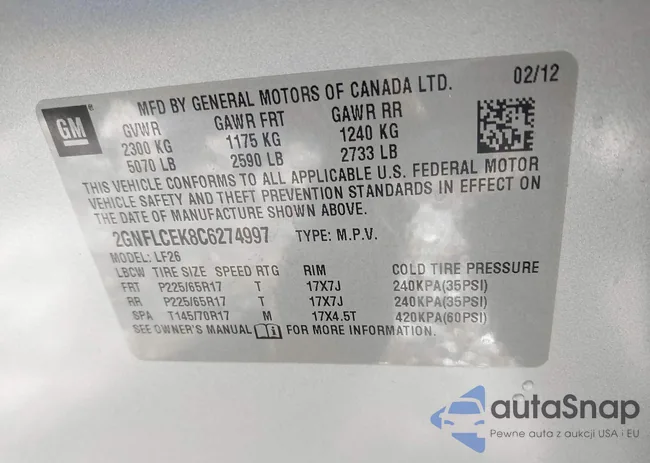 MFD BY GENERAL MOTORS OF CANADA LTD. 02/12
GM
GVWR GAWR FRT GAWR RR
2300 KG 1175 KG 1240 KG
5070 LB 2590 LB 2733 LB
THIS VEHICLE CONFORMS TO ALL APPLICABLE U.S. FEDERAL MOTOR
VEHICLE SAFETY AND THEFT PREVENTION STANDARDS IN EFFECT ON
THE DATE OF MANUFACTURE SHOWN ABOVE.
2GNFLCEK8C6274997 TYPE: M.P.V.
MODEL: LF26
LBCW TIRE SIZE SPEED RTG RIM COLD TIRE PRESSURE
FRT P225/65R17 T 17X7J 240KPA(35PSI)
RR P225/65R17 T 17X7J 240KPA(35PSI)
SPA T145/70R17 M 17X4.5T 420KPA(60PSI)
SEE OWNER'S MANUAL FOR MORE INFORMATION.
autaSnap
Pewne auta z aukcji USA i EU